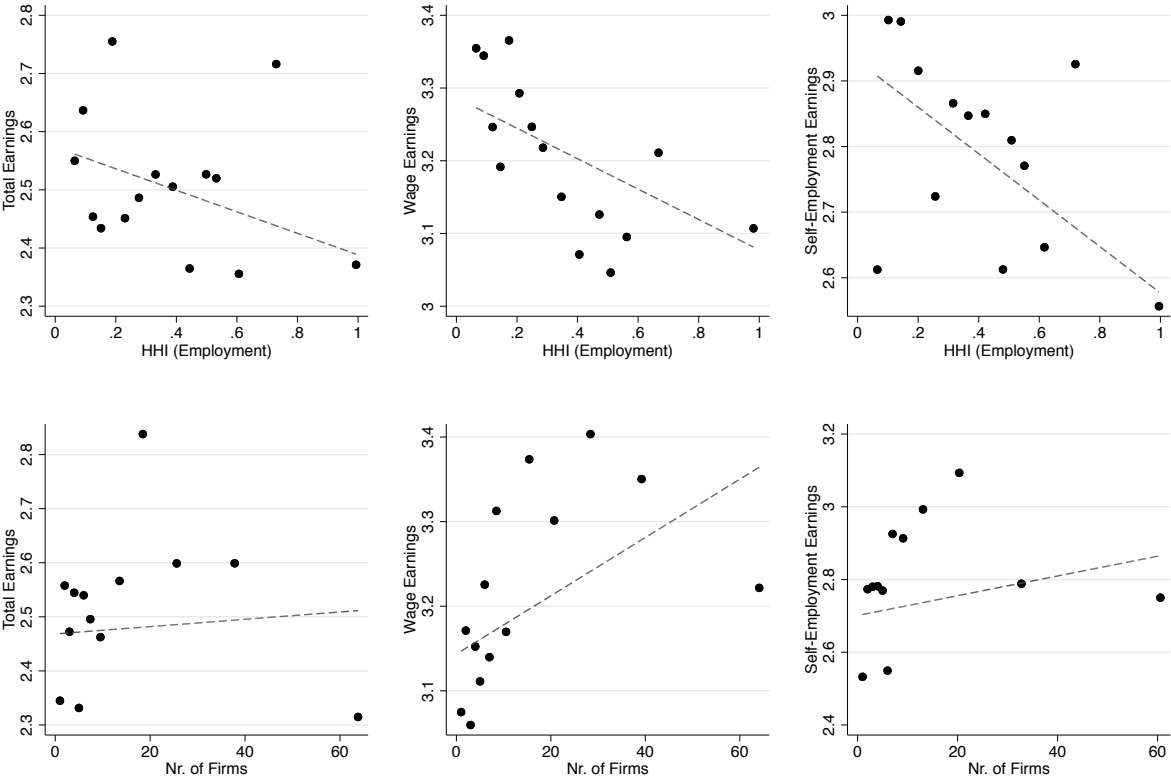 Total Earnings
2.3 2.4 2.5 2.6 2.7 2.8
0 .2 .4 .6 .8 1
HHI (Employment)
Wage Earnings
3 3.1 3.2 3.3 3.4
0 .2 .4 .6 .8 1
HHI (Employment)
Self-Employment Earnings
2.6 2.7 2.8 2.9 3
0 .2 .4 .6 .8 1
HHI (Employment)
Total Earnings
2.3 2.4 2.5 2.6 2.7 2.8
0 20 40 60
Nr. of Firms
Wage Earnings
3.1 3.2 3.3 3.4
0 20 40 60
Nr. of Firms
Self-Employment Earnings
2.4 2.6 2.8 3 3.2
0 20 40 60
Nr. of Firms